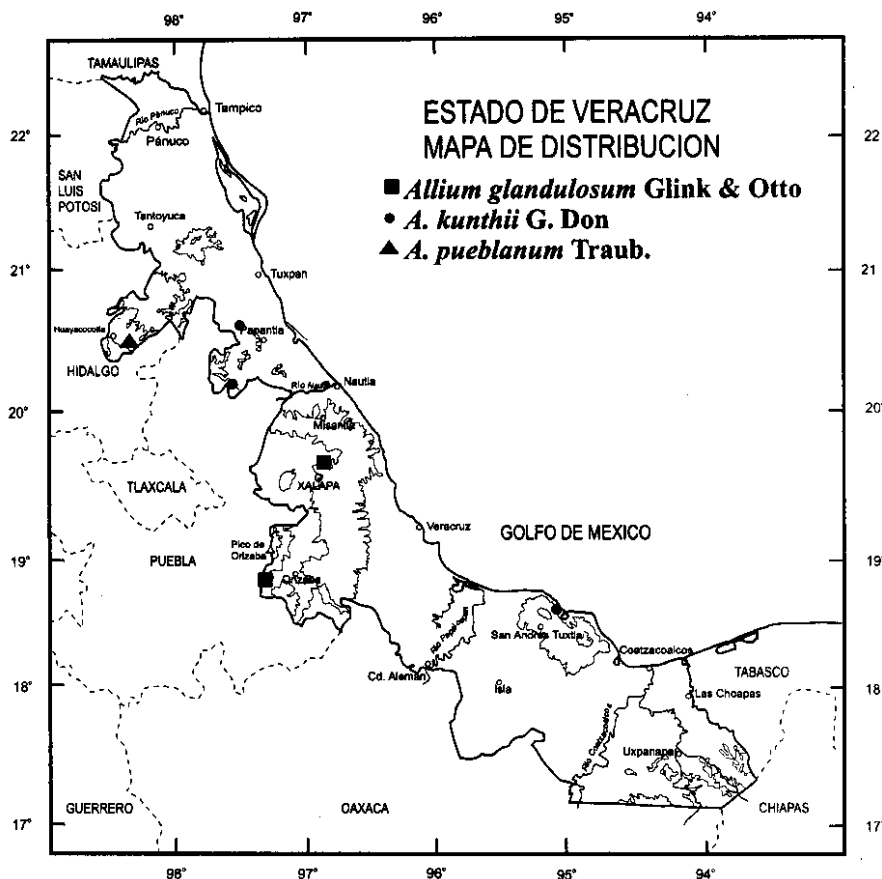 98° 97° 96° 95° 94°
TAMAULIPAS
Río Pánuco
Tampico
22° 22°
Pánuco
ESTADO DE VERACRUZ
MAPA DE DISTRIBUCION
SAN
LUIS
POTOSI
Allium glandulosum Glink & Otto
A. kunthii G. Don
A. pueblanum Traub.
Tantoyuca
21° 21°
Tuxpan
Huayacocotla
Papantla
HIDALGO
Nautla
20° 20°
Misantla
XALAPA
TLAXCALA
Veracruz
GOLFO DE MEXICO
PUEBLA
Pico de
Orizaba
19° 19°
Orizaba
Río Papaloapan
San Andrés Tuxtla
Coatzacoalcos
Cd. Alemán
TABASCO
Isla
18° 18°
Las Choapas
Río Coatzacoalcos
Uxpanapa
GUERRERO
OAXACA
CHIAPAS
17° 17°
98 97 96 95 94